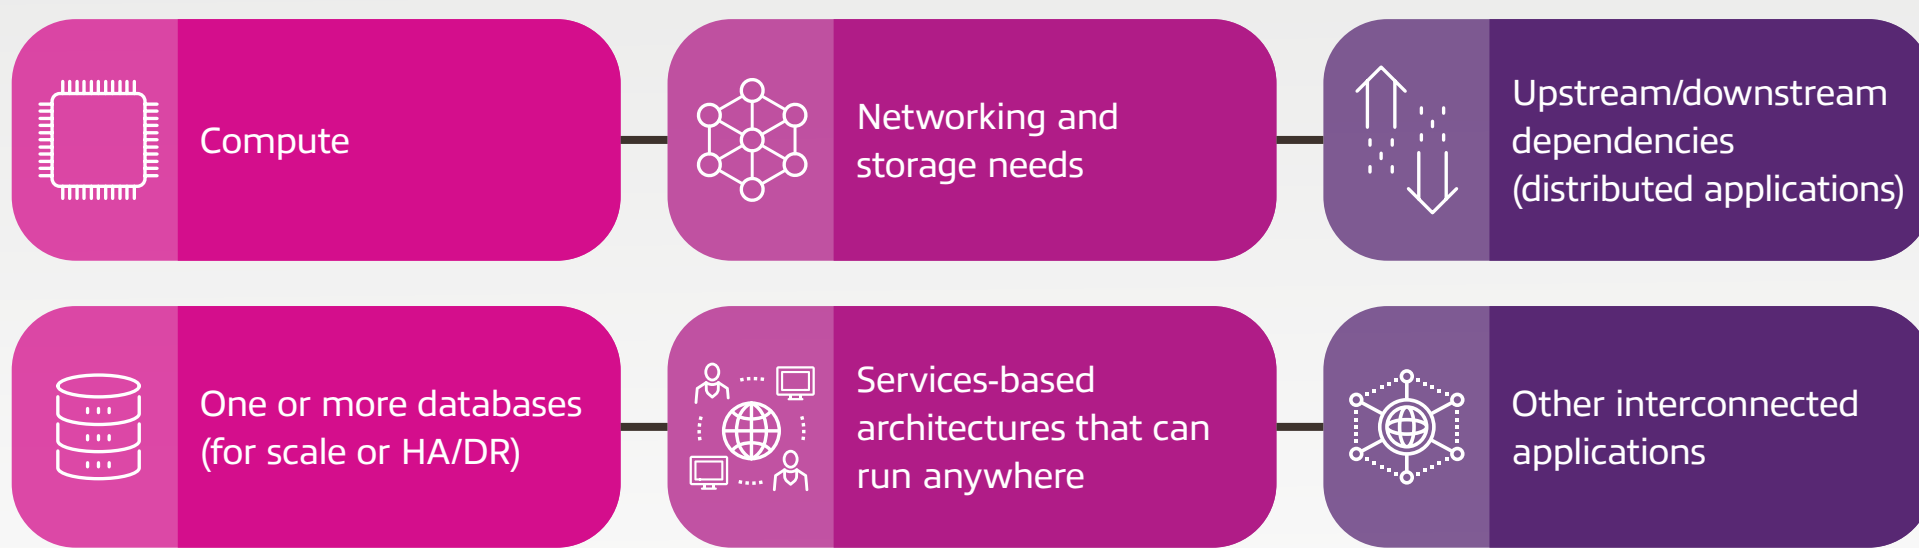 Compute
Networking and
storage needs
Upstream/downstream
dependencies
(distributed applications)
One or more databases
(for scale or HA/DR)
Services-based
architectures that can
run anywhere
Other interconnected
applications